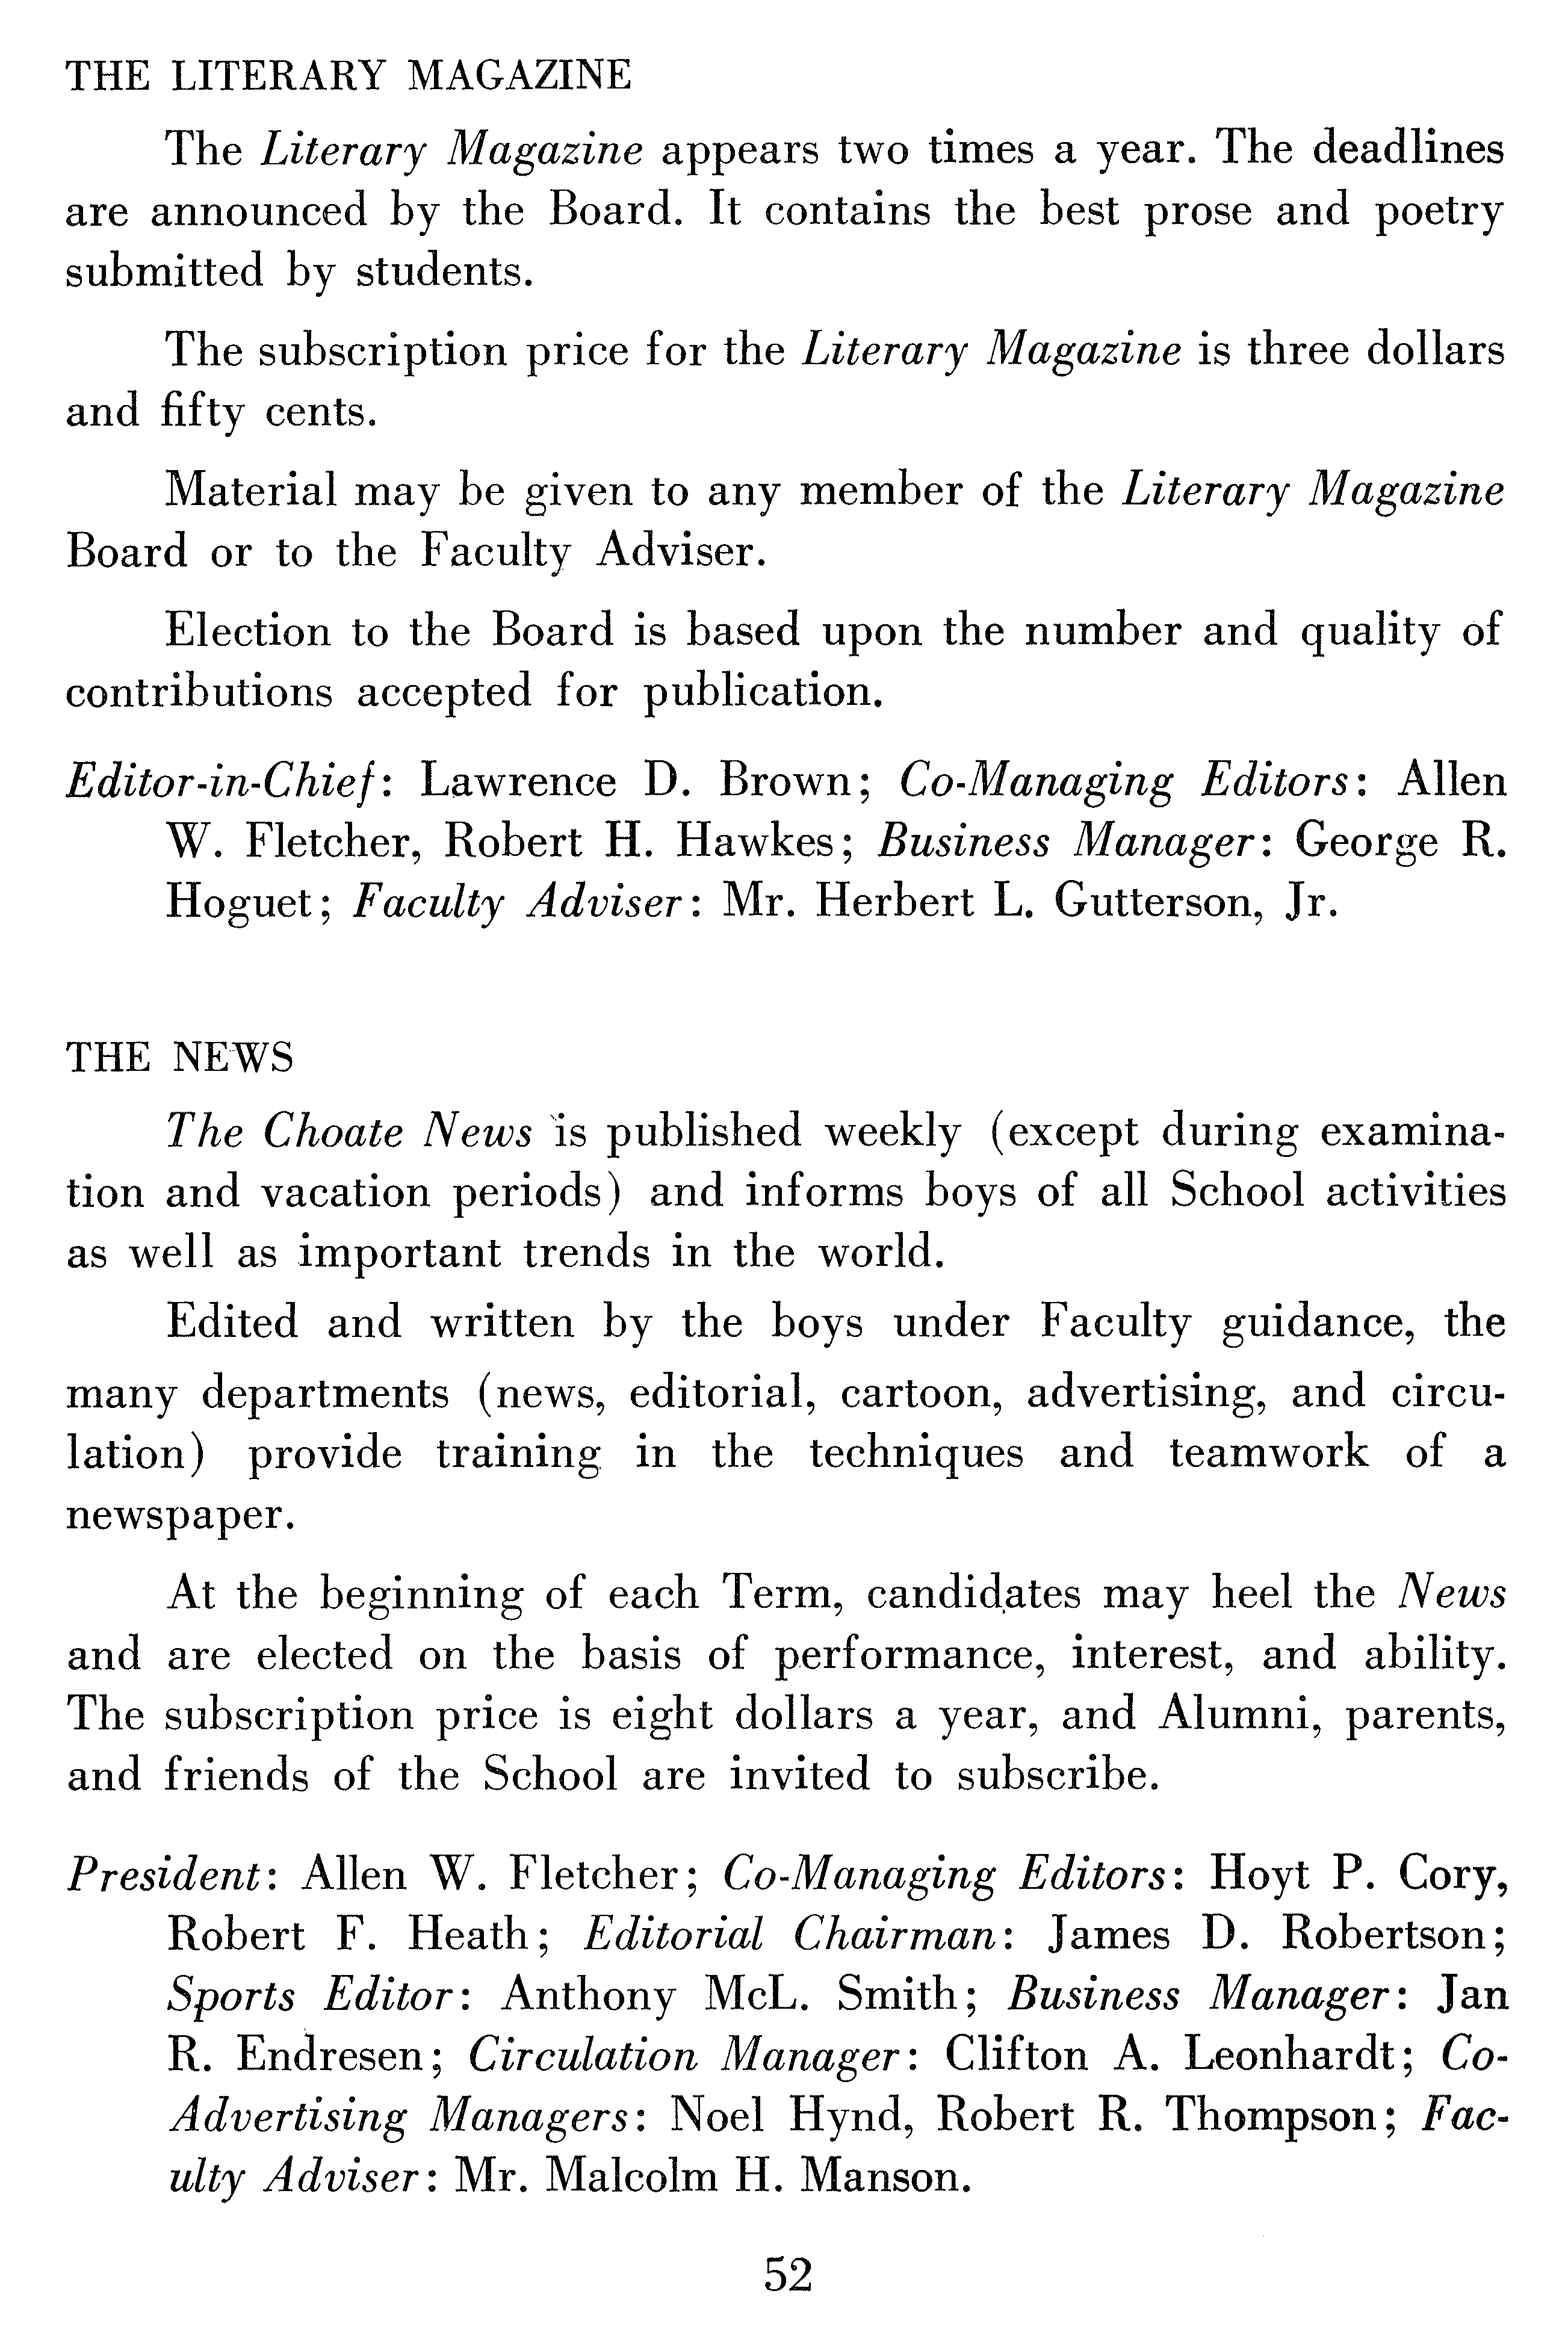 THE LITERARY MAGAZINE
The Literary Magazine appears two times a year. The deadlines
are announced by the Board. It contains the best prose and poetry
submitted by students.
The subscription price for the Literary Magazine is three dollars
and fifty cents.
Material may be given to any member of the Literary Magazine
Board or to the Faculty Adviser.
Election to the Board is based upon the number and quality of
contributions accepted for publication.
Editor-in-Chief: Lawrence D. Brown; Co-Managing Editors: Allen
W. Fletcher, Robert H. Hawkes; Business Manager: George R.
Hoguet; Faculty Adviser: Mr. Herbert L. Gutterson, Jr.
THE NEWS
The Choate News is published weekly (except during examina-
tion and vacation periods) and informs boys of all School activities
as well as important trends in the world.
Edited and written by the boys under Faculty guidance, the
many departments (news, editorial, cartoon, advertising, and circu-
lation) provide training in the techniques and teamwork of a
newspaper.
At the beginning of each Term, candidates may heel the News
and are elected on the basis of performance, interest, and ability.
The subscription price is eight dollars a year, and Alumni, parents,
and friends of the School are invited to subscribe.
President: Allen W. Fletcher; Co-Managing Editors: Hoyt P. Cory,
Robert F. Heath; Editorial Chairman: James D. Robertson;
Sports Editor: Anthony McL. Smith; Business Manager: Jan
R. Endresen; Circulation Manager: Clifton A. Leonhardt; Co-
Advertising Managers: Noel Hynd, Robert R. Thompson; Fac-
ulty Adviser: Mr. Malcolm H. Manson.
52